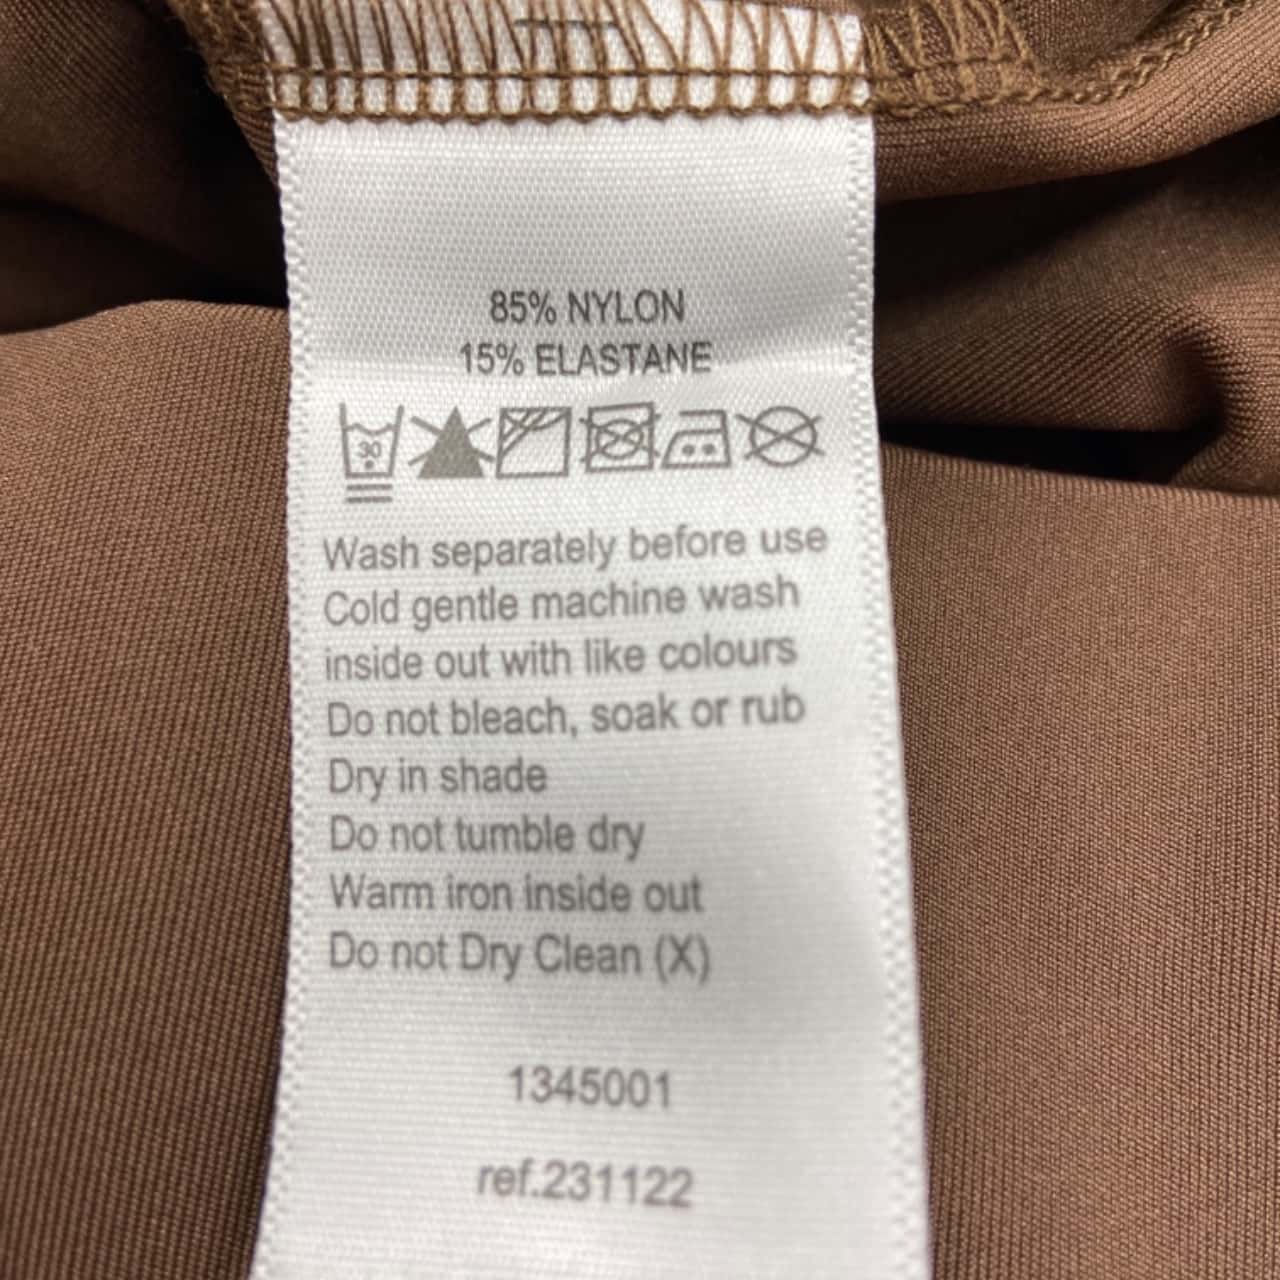 85% NYLON
15% ELASTANE
30
Wash separately before use
Cold gentle machine wash
inside out with like colours
Do not bleach, soak or rub
Dry in shade
Do not tumble dry
Warm iron inside out
Do not Dry Clean (X)
1345001
ref.231122